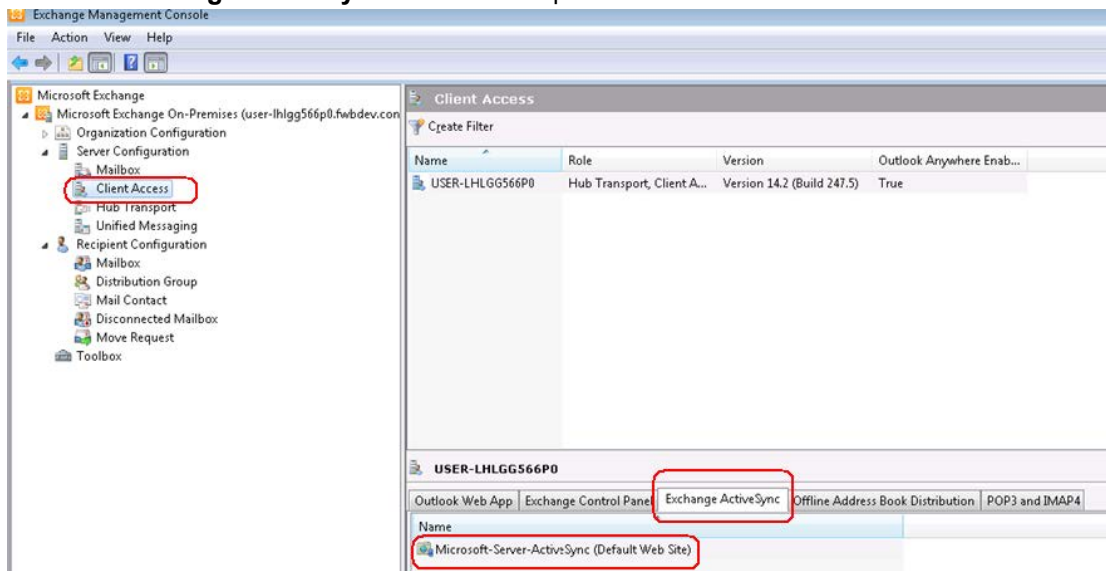 Exchange Management Console
File Action View Help
Microsoft Exchange
Microsoft Exchange On-Premises (user-lhlgg566p0.fwbdev.con
Organization Configuration
Server Configuration
Mailbox
Client Access
Hub Transport
Unified Messaging
Recipient Configuration
Mailbox
Distribution Group
Mail Contact
Disconnected Mailbox
Move Request
Toolbox
Client Access
Create Filter
Name Role Version Outlook Anywhere Enab...
USER-LHLGG566P0 Hub Transport, Client A... Version 14.2 (Build 247.5) True
USER-LHLGG566P0
Outlook Web App Exchange Control Panel Exchange ActiveSync Offline Address Book Distribution POP3 and IMAP4
Name
Microsoft-Server-ActiveSync (Default Web Site)